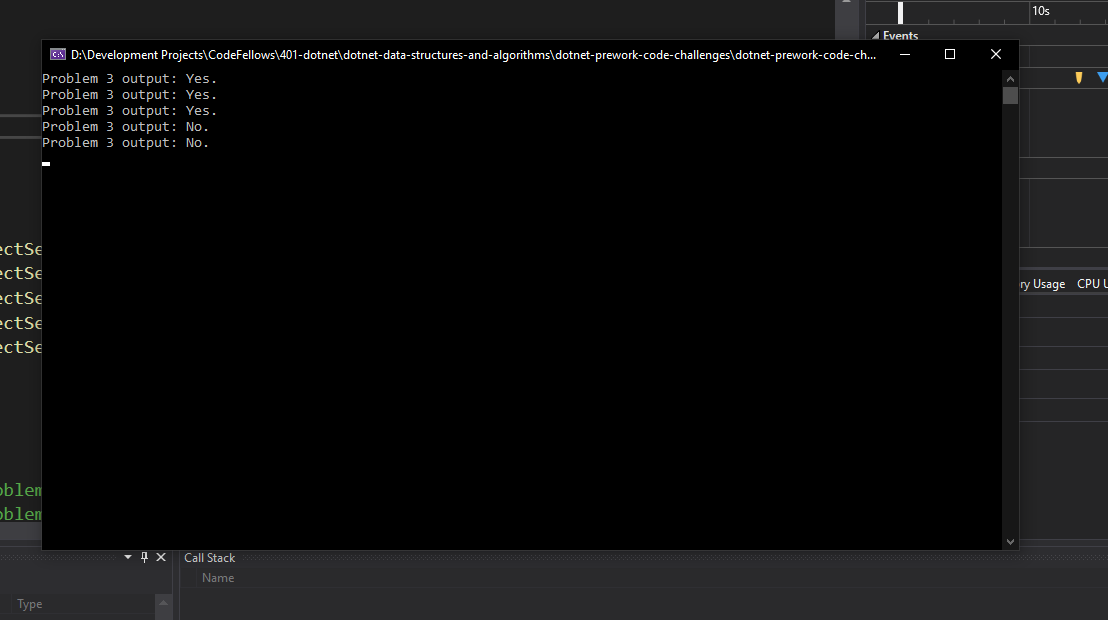 10s
Events
D:\Development Projects\CodeFellows\401-dotnet\dotnet-data-structures-and-algorithms\dotnet-prework-code-challenges\dotnet-prework-code-ch...
Problem 3 output: Yes.
Problem 3 output: Yes.
Problem 3 output: Yes.
Problem 3 output: No.
Problem 3 output: No.
ectSe
ectSe
ectSe
ectSe
ectSe
ry Usage
CPU U
oblem
oblem
Call Stack
Name
Type